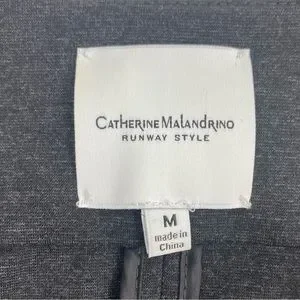 CATHERINE MALANDRINO
RUNWAY STYLE
M
made in
China